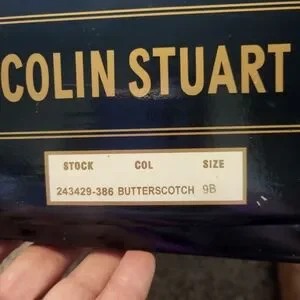 COLIN STUART
STOCK COL SIZE
243429-386 BUTTERSCOTCH 9B